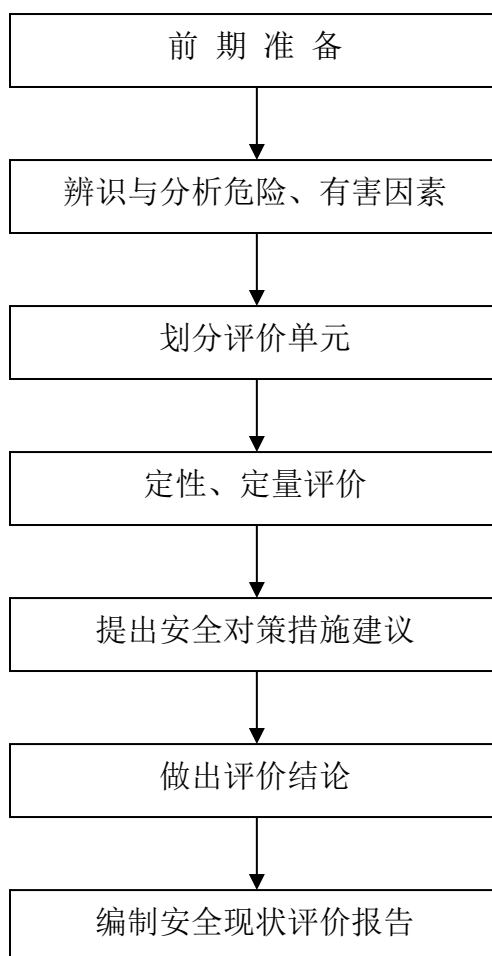 前 期 准 备
辨识与分析危险、有害因素
划分评价单元
定性、定量评价
提出安全对策措施建议
做出评价结论
编制安全现状评价报告